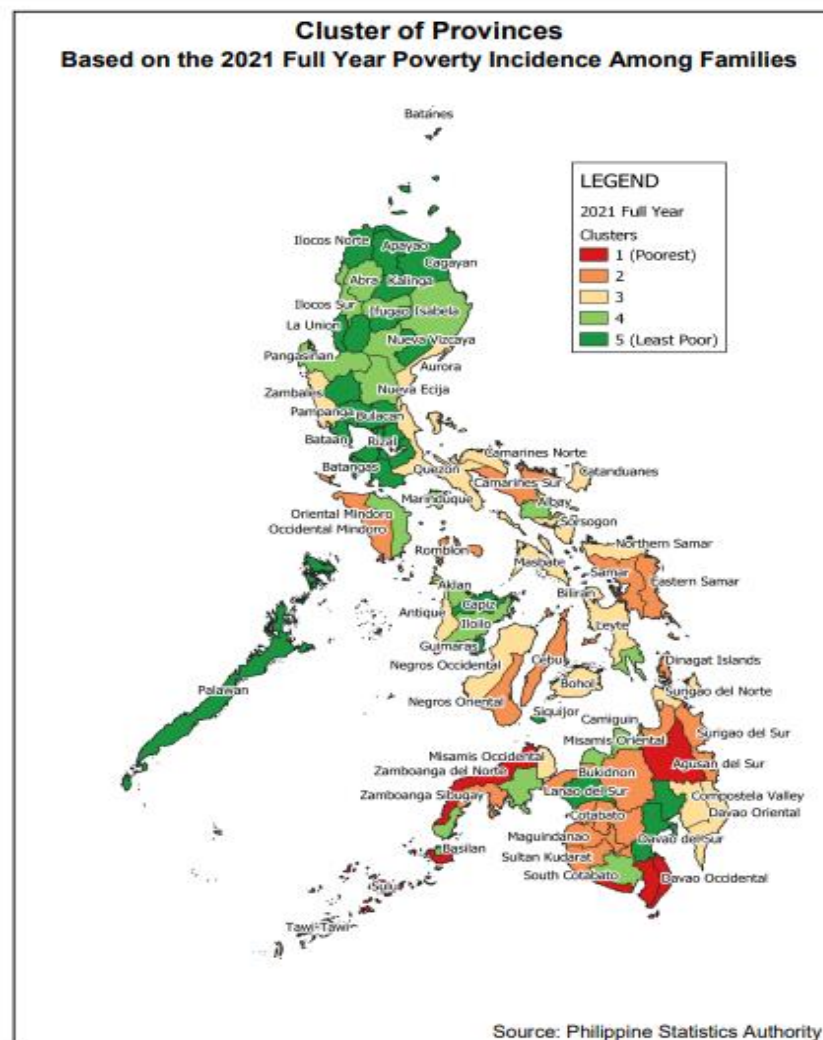 Cluster of Provinces
Based on the 2021 Full Year Poverty Incidence Among Families
Batanes
LEGEND
2021 Full Year
Clusters
1 (Poorest)
2
3
4
5 (Least Poor)
Ilocos Norte
Apayao
Cagayan
Abra
Kalinga
Ilocos Sur
Ifugao
Isabela
La Union
Nueva Vizcaya
Pangasinan
Aurora
Zambales
Nueva Ecija
Pampanga
Bulacan
Bataan
Rizal
Batangas
Quezon
Camarines Norte
Catanduanes
Camarines Sur
Marinduque
Albay
Oriental Mindoro
Sorsogon
Occidental Mindoro
Northern Samar
Romblon
Masbate
Samar
Eastern Samar
Aklan
Biliran
Capiz
Antique
Iloilo
Leyte
Guimaras
Negros Occidental
Cebu
Dinagat Islands
Bohol
Surigao del Norte
Palawan
Negros Oriental
Siquijor
Camiguin
Surigao del Sur
Misamis Oriental
Misamis Occidental
Agusan del Sur
Zamboanga del Norte
Bukidnon
Zamboanga Sibugay
Lanao del Sur
Compostela Valley
Cotabato
Davao Oriental
Maguindanao
Davao del Sur
Basilan
Sultan Kudarat
South Cotabato
Davao Occidental
Sulu
Tawi-Tawi
Source: Philippine Statistics Authority